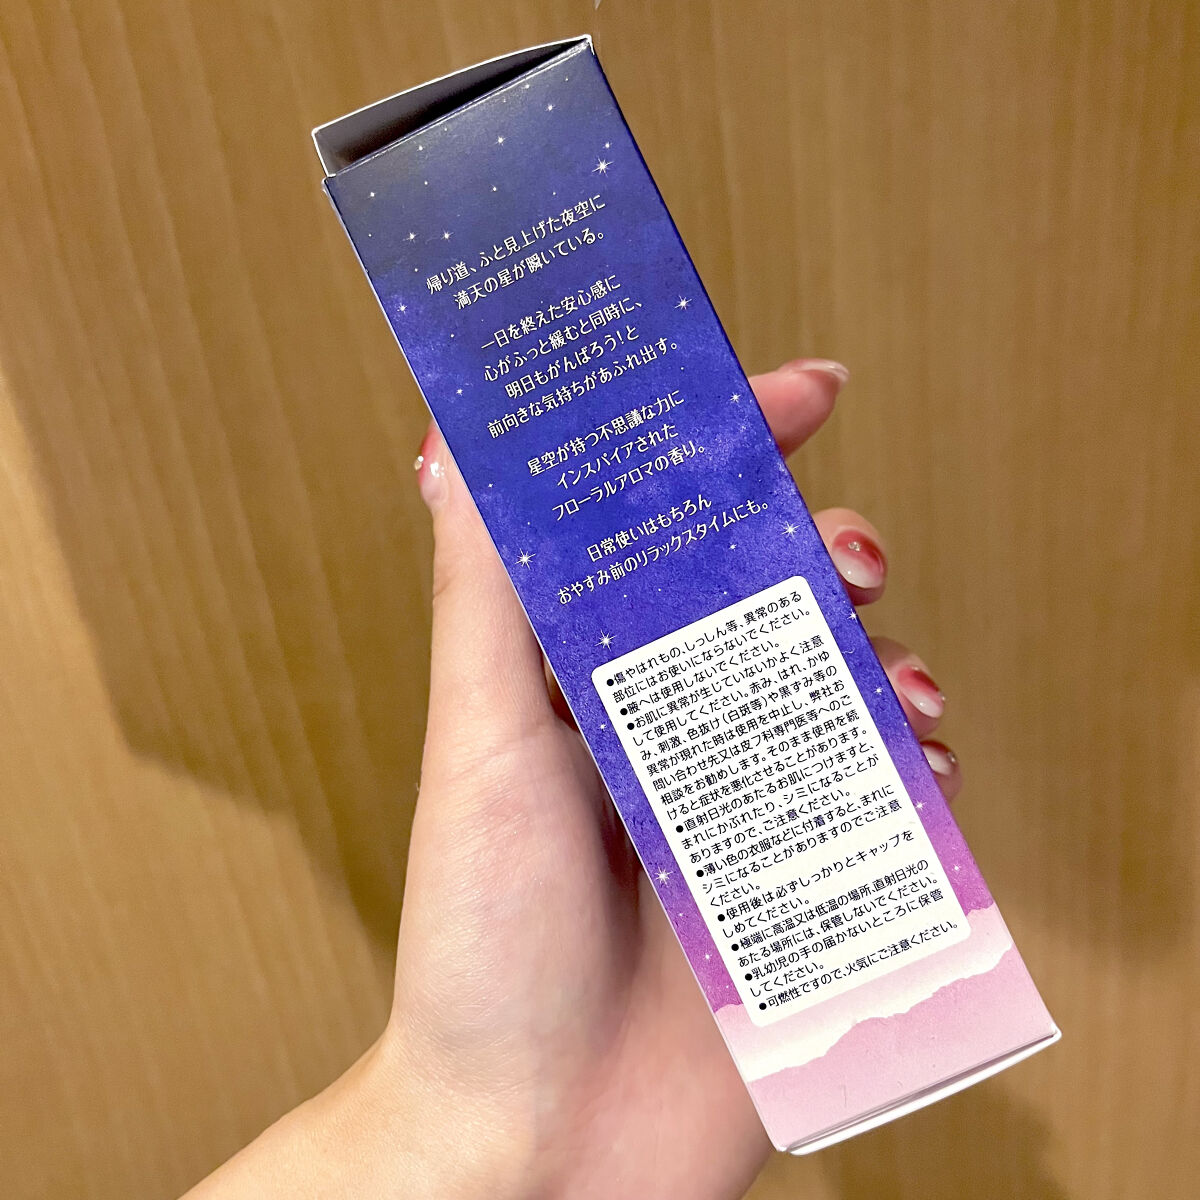 帰り道、ふと見上げた夜空に
満天の星が瞬いている。
一日を終えた安心感に
心がふっと緩むと同時に、
明日もがんばろう!と
前向きな気持ちがあふれ出す。
星空が持つ不思議な力に
インスパイアされた
フローラルアロマの香り。
日常使いはもちろん
おやすみ前のリラックスタイムにも。
●傷やはれもの、しっしん等、異常のある
部位にはお使いにならないでください。
●腋へは使用しないでください。
●お肌に異常が生じていないかよく注意
して使用してください。赤み、はれ、かゆ
み、刺激、色抜け(白斑等)や黒ずみ等の
異常が現れた時は使用を中止し、弊社お
問い合わせ先又は皮フ科専門医等へのご
相談をお勧めします。そのまま使用を続
けると症状を悪化させることがあります。
●直射日光のあたるお肌につけますと、
まれにかぶれたり、シミになることが
ありますので、ご注意ください。
●薄い色の衣服などに付着すると、まれに
シミになることがありますのでご注意
ください。
●使用後は必ずしっかりとキャップを
しめてください。
●極端に高温又は低温の場所、直射日光の
あたる場所には、保管しないでください。
●乳幼児の手の届かないところに保管
してください。
●可燃性ですので、火気にご注意ください。